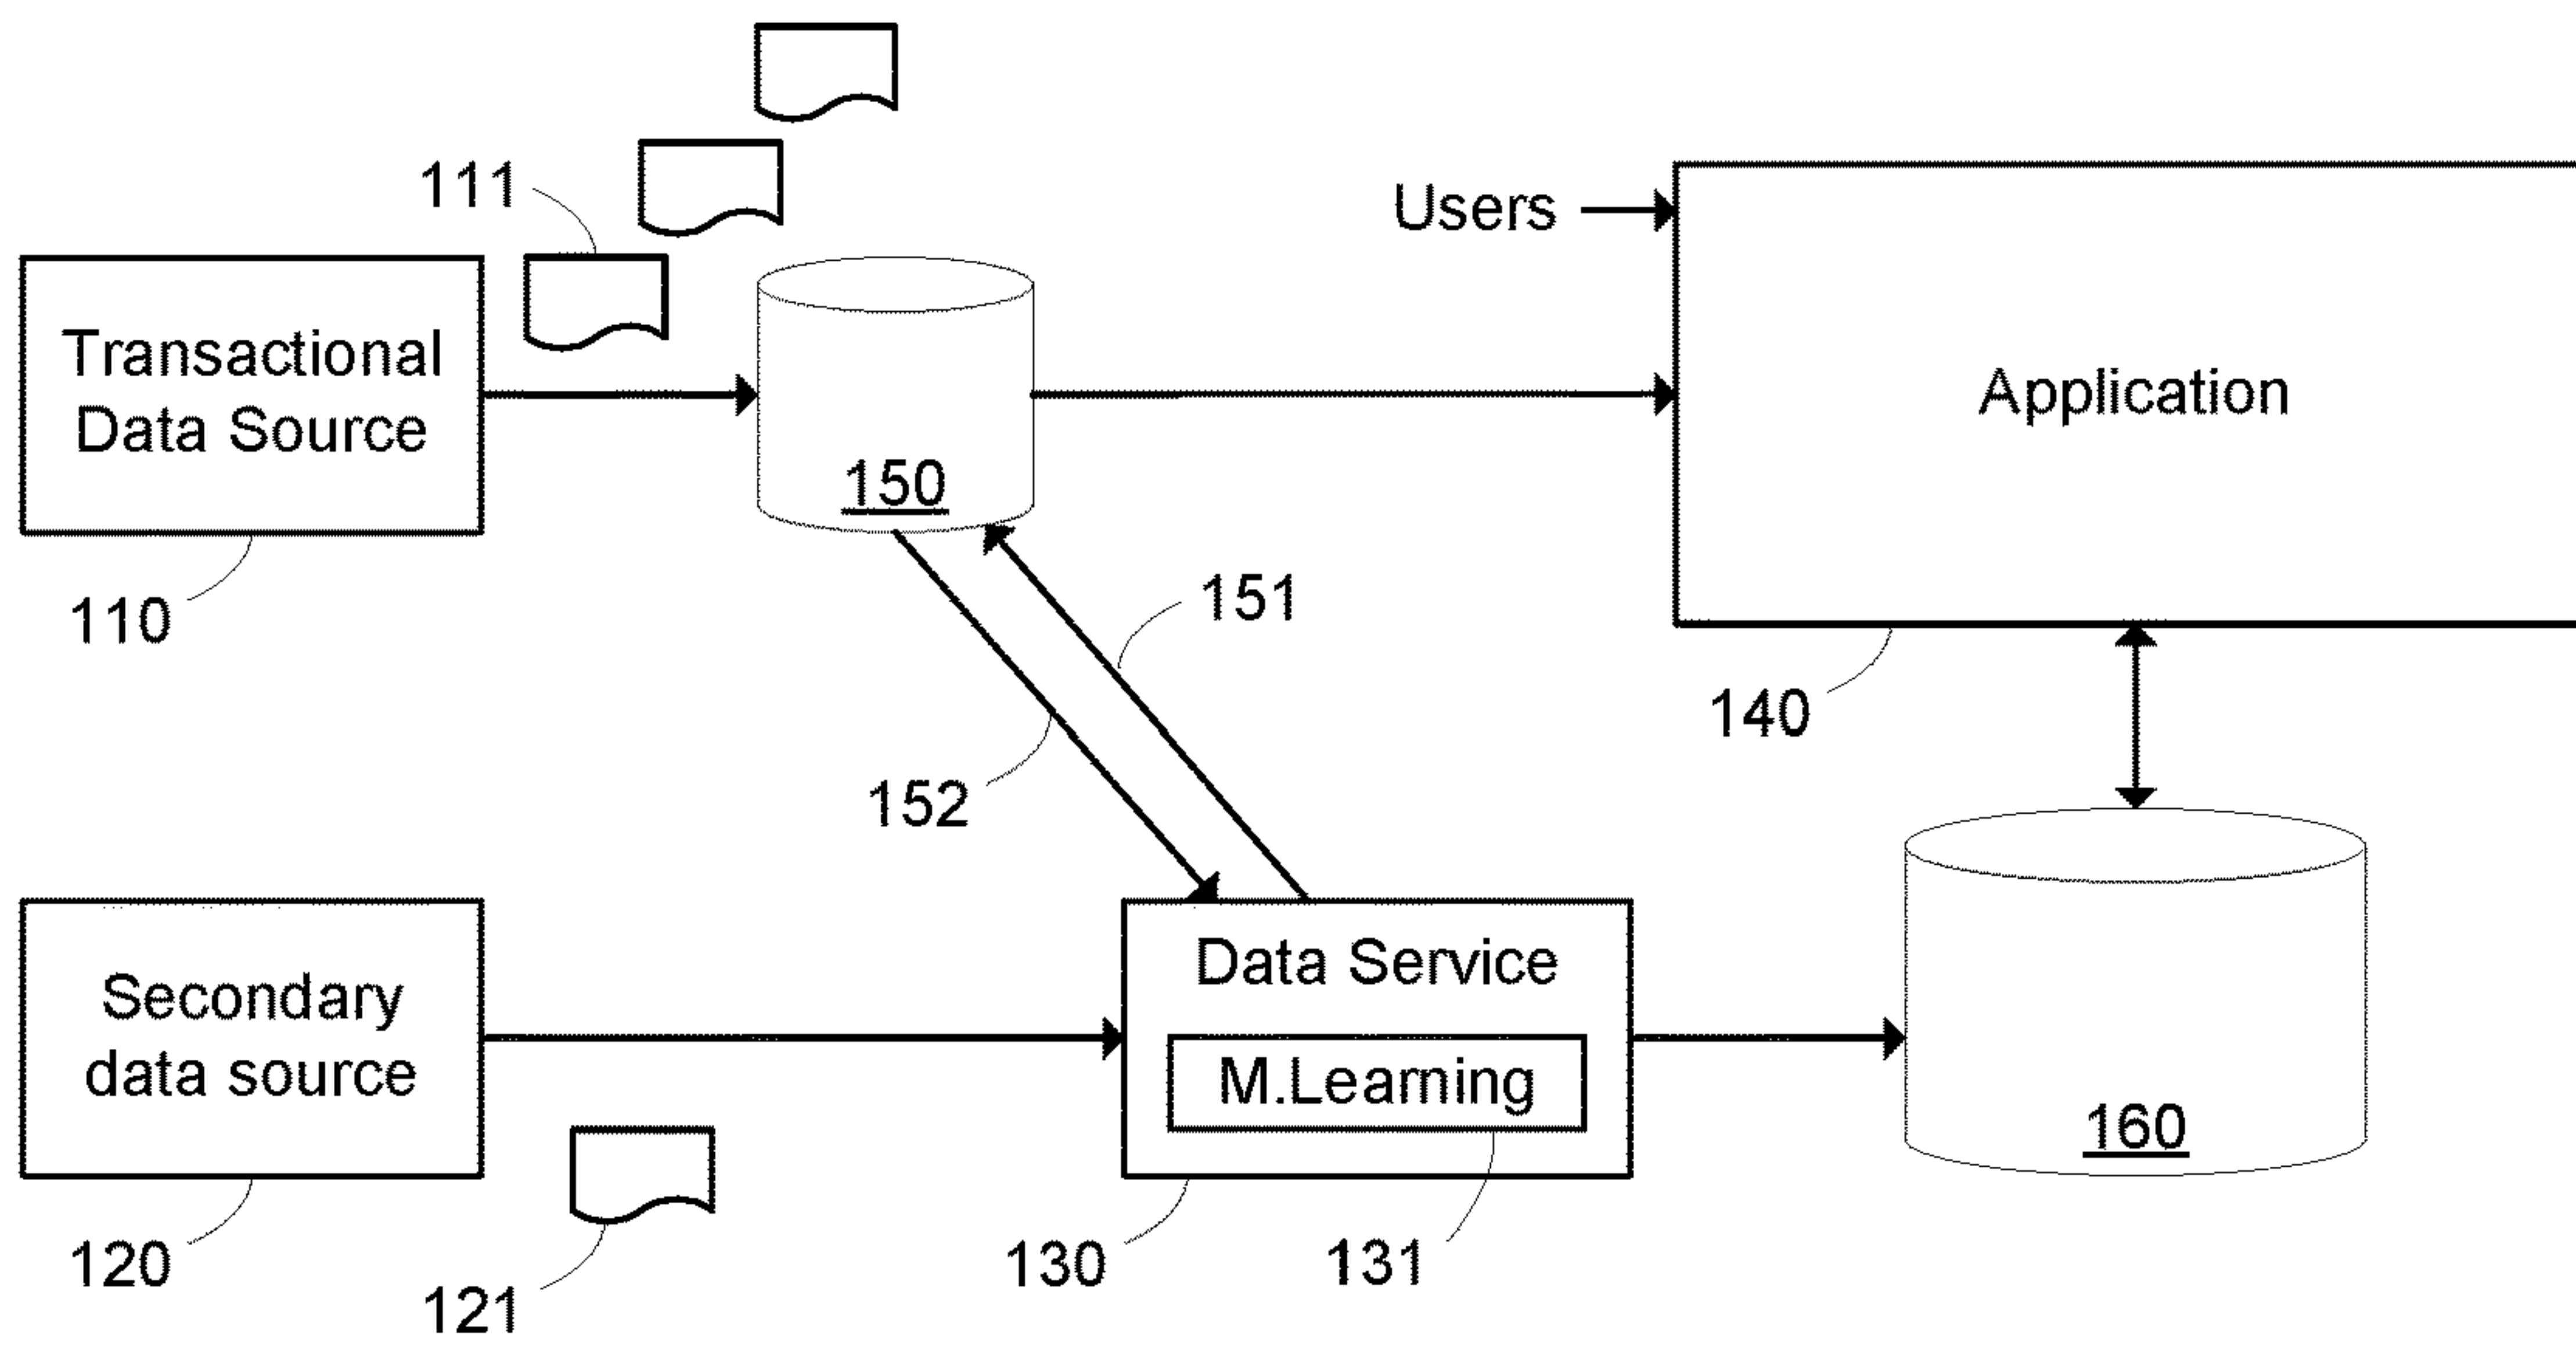 111
Users
Transactional
Data Source
Application
150
110
151
140
152
Data Service
Secondary
data source
M.Learning
160
120
130
131
121